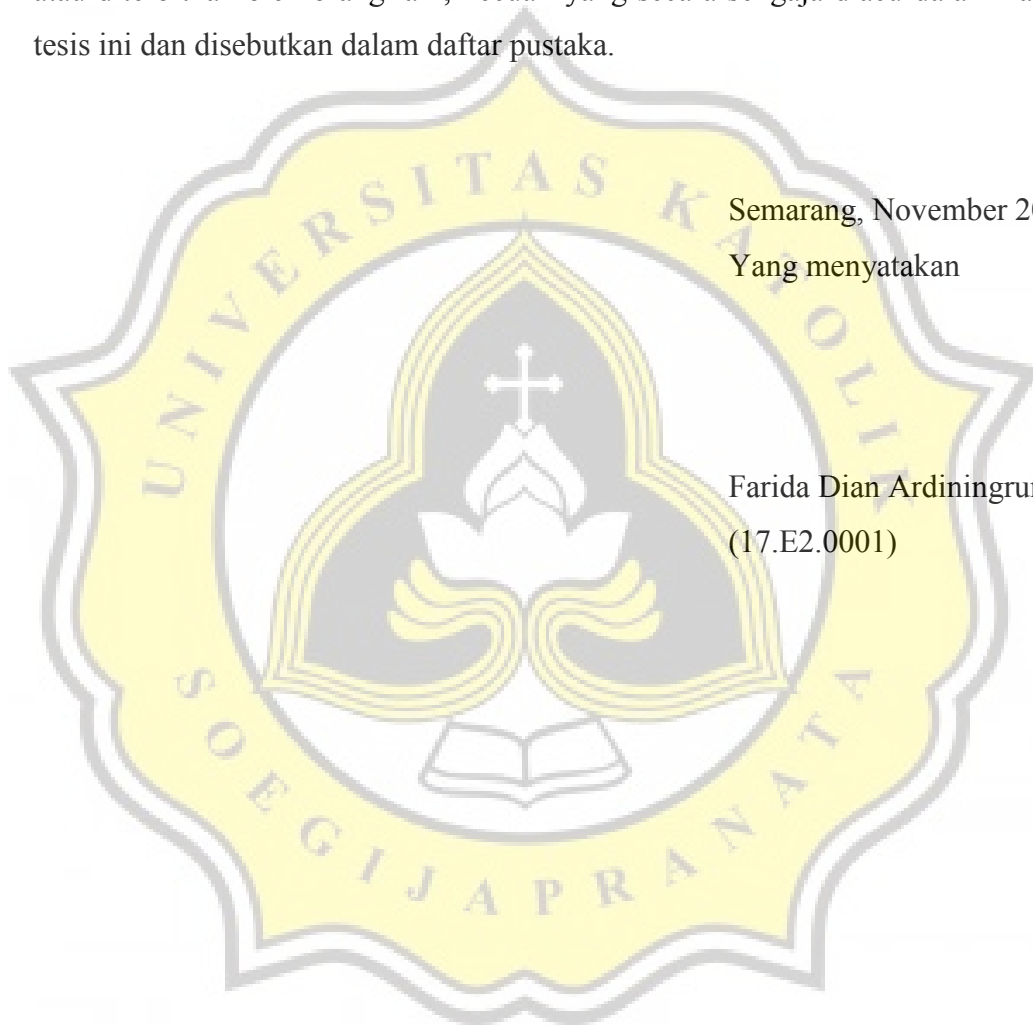 tesis ini dan disebutkan dalam daftar pustaka.
UNIVERSITAS KATOLIK
Semarang, November
Yang menyatakan
Farida Dian
(17.E2.0001)
SOEGIJAPRANATA